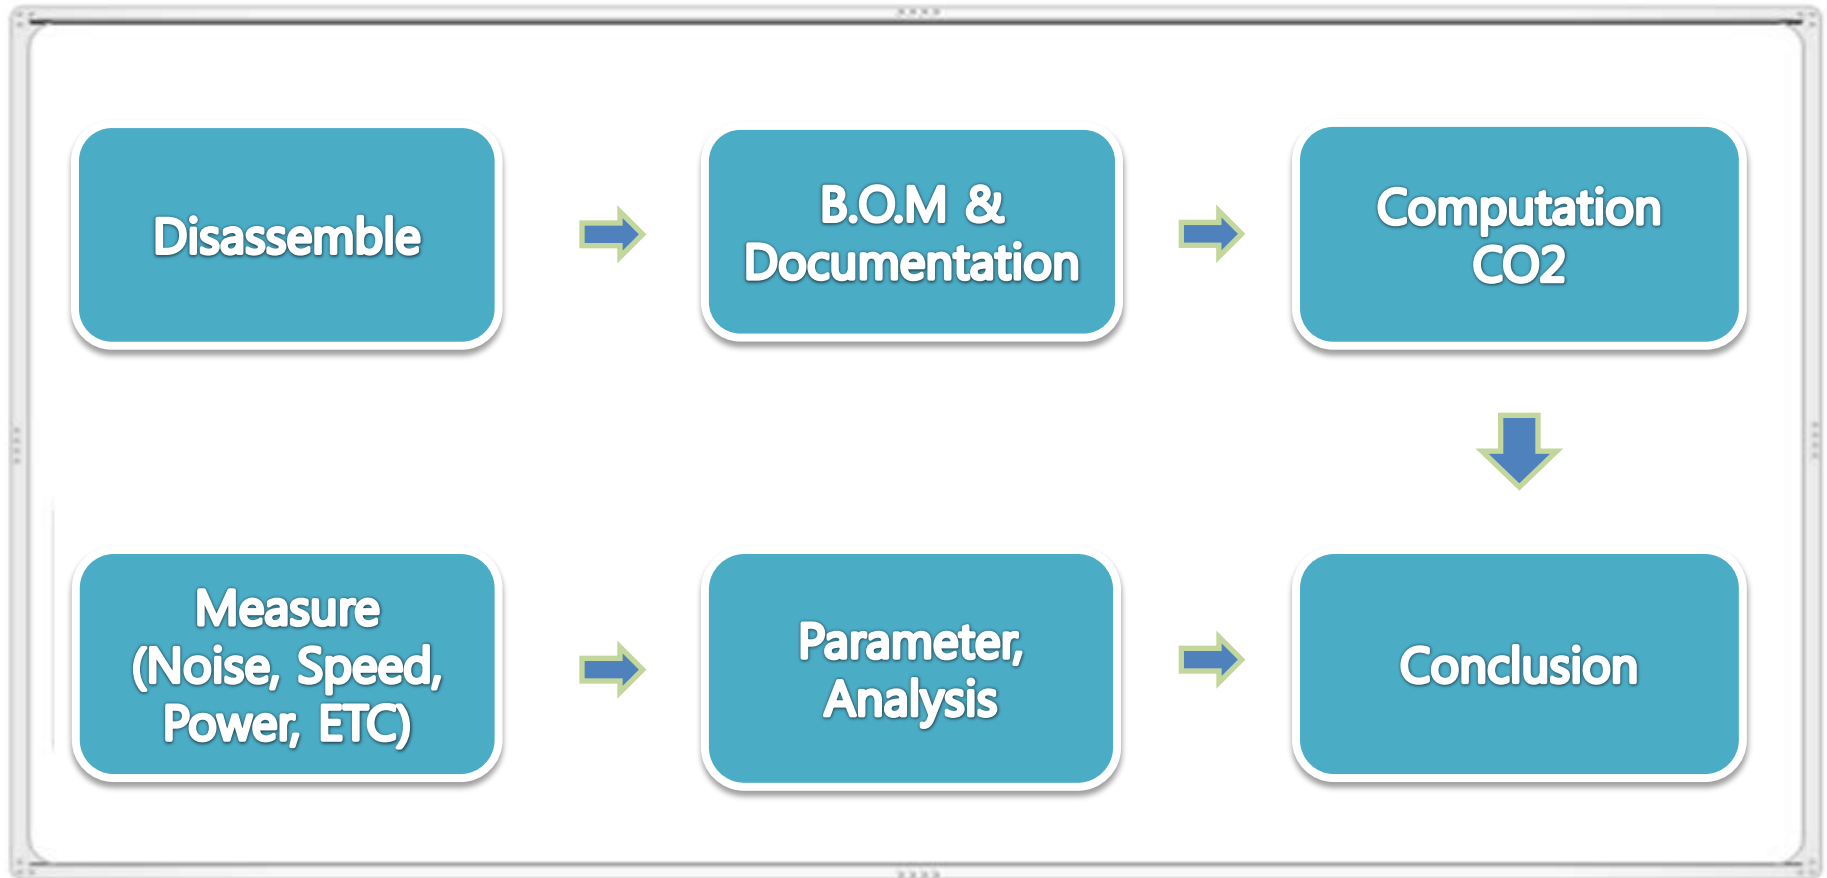 Disassemble
B.O.M &
Documentation
Computation
CO2
Measure
(Noise, Speed,
Power, ETC)
Parameter,
Analysis
Conclusion